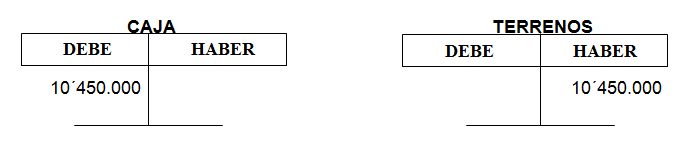 CAJA TERRENOS
DEBE HABER DEBE HABER
10´450.000 10´450.000